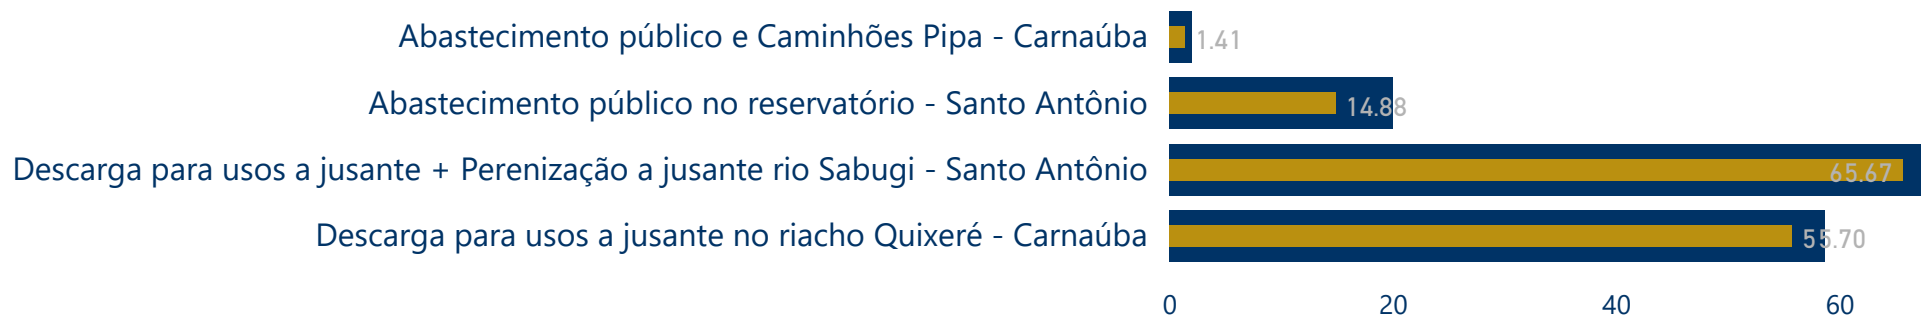 Abastecimento público e Caminhões Pipa - Carnaúba 1.41
Abastecimento público no reservatório - Santo Antônio 14.88
Descarga para usos a jusante + Perenização a jusante rio Sabugi - Santo Antônio 65.67
Descarga para usos a jusante no riacho Quixeré - Carnaúba 55.70
0 20 40 60